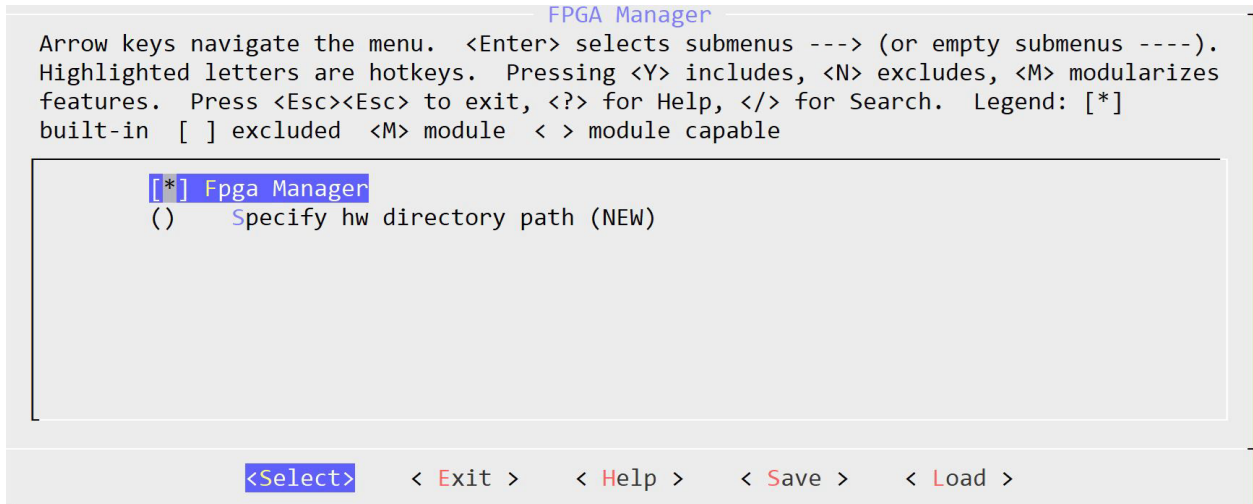 FPGA Manager
Arrow keys navigate the menu.  <Enter> selects submenus ---> (or empty submenus ----).
Highlighted letters are hotkeys.  Pressing <Y> includes, <N> excludes, <M> modularizes
features.  Press <Esc><Esc> to exit, <?> for Help, </> for Search.  Legend: [*]
built-in  [ ] excluded  <M> module  < > module capable
[*] Fpga Manager
()    Specify hw directory path (NEW)
<Select>    < Exit >    < Help >    < Save >    < Load >